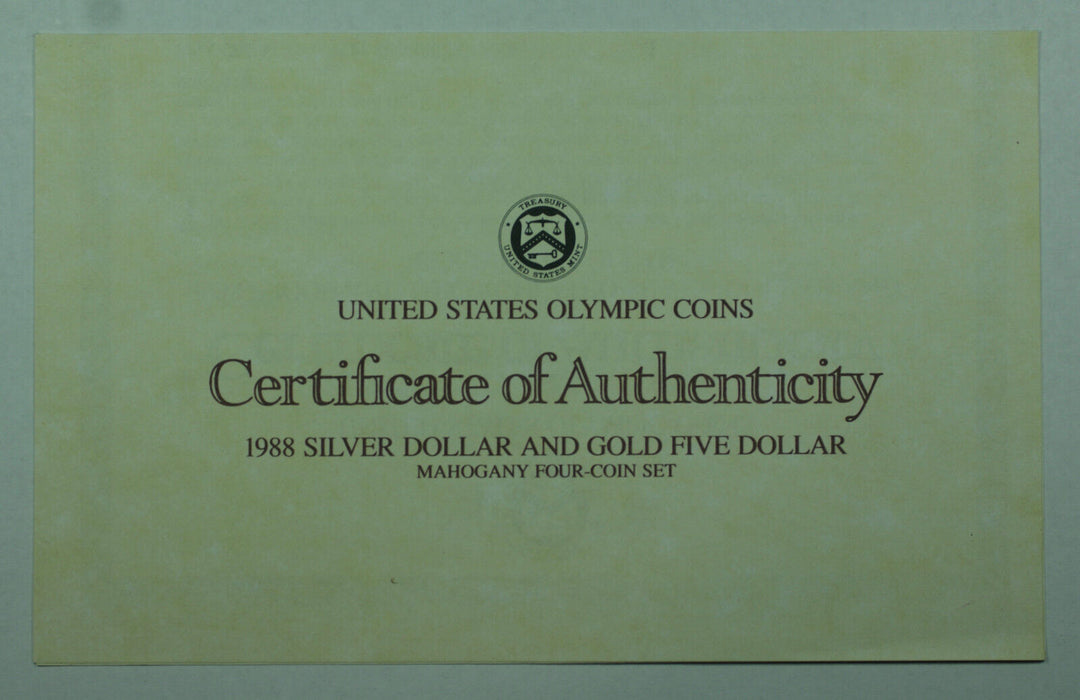 TREASURY
UNITED STATES MINT
UNITED STATES OLYMPIC COINS
Certificate of Authenticity
1988 SILVER DOLLAR AND GOLD FIVE DOLLAR
MAHOGANY FOUR-COIN SET